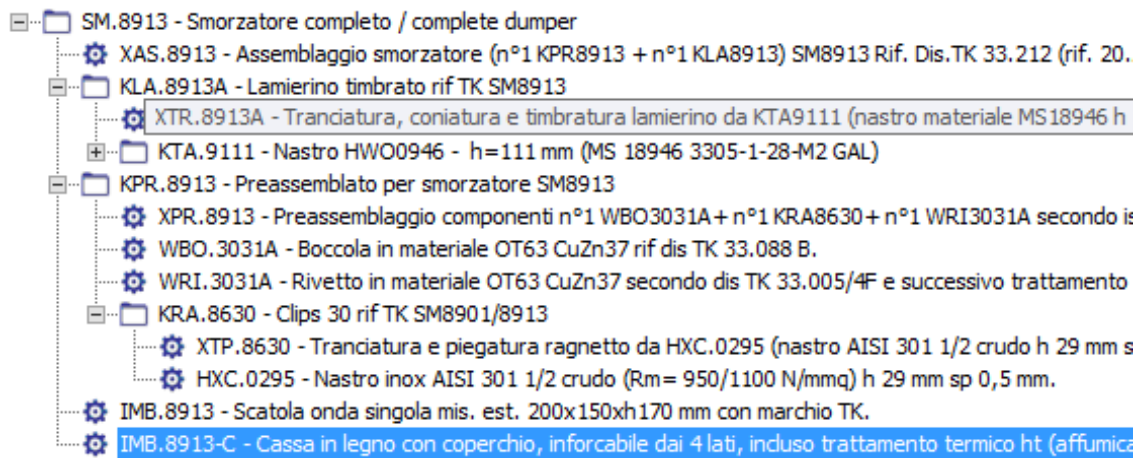 SM.8913 - Smorzatore completo / complete dumper
XAS.8913 - Assemblaggio smorzatore (n°1 KPR8913 + n°1 KLA8913) SM8913 Rif. Dis.TK 33.212 (rif. 20.
KLA.8913A - Lamierino timbrato rif TK SM8913
XTR.8913A - Tranciatura, coniatura e timbratura lamierino da KTA9111 (nastro materiale MS18946 h
KTA.9111 - Nastro HWO0946 - h=111 mm (MS 18946 3305-1-28-M2 GAL)
KPR.8913 - Preassemblato per smorzatore SM8913
XPR.8913 - Preassemblaggio componenti n°1 WBO3031A+ n°1 KRA8630+ n°1 WRI3031A secondo is
WBO.3031A - Boccola in materiale OT63 CuZn37 rif dis TK 33.088 B.
WRI.3031A - Rivetto in materiale OT63 CuZn37 secondo dis TK 33.005/4F e successivo trattamento
KRA.8630 - Clips 30 rif TK SM8901/8913
XTP.8630 - Tranciatura e piegatura ragnetto da HXC.0295 (nastro AISI 301 1/2 crudo h 29 mm s
HXC.0295 - Nastro inox AISI 301 1/2 crudo (Rm= 950/1100 N/mmq) h 29 mm sp 0,5 mm.
IMB.8913 - Scatola onda singola mis. est. 200x150xh170 mm con marchio TK.
IMB.8913-C - Cassa in legno con coperchio, inforcabile dai 4 lati, incluso trattamento termico ht (affumica